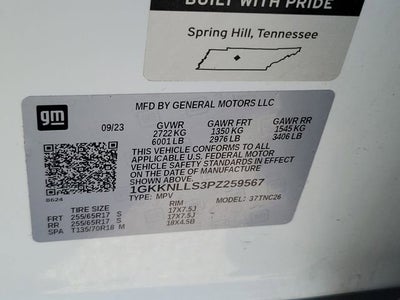 BUILT WITH PRIDE
Spring Hill, Tennessee
gm
MFD BY GENERAL MOTORS LLC
09/23 GVWR GAWR FRT GAWR RR
2722 KG 1350 KG 1545 KG
6001 LB 2976 LB 3406 LB
THIS VEHICLE CONFORMS TO ALL
APPLICABLE U.S. FEDERAL MOTOR
VEHICLE SAFETY STANDARDS IN EFFECT
ON THE DATE OF MANUFACTURE
SHOWN ABOVE.
1GKKNLLS3PZ259567
8624
TYPE: MPV MODEL: 37TNC26
TIRE SIZE RIM
FRT 255/65R17 S 17X7.5J
RR 255/65R17 S 17X7.5J
SPA T135/70R18 M 18X4.5B